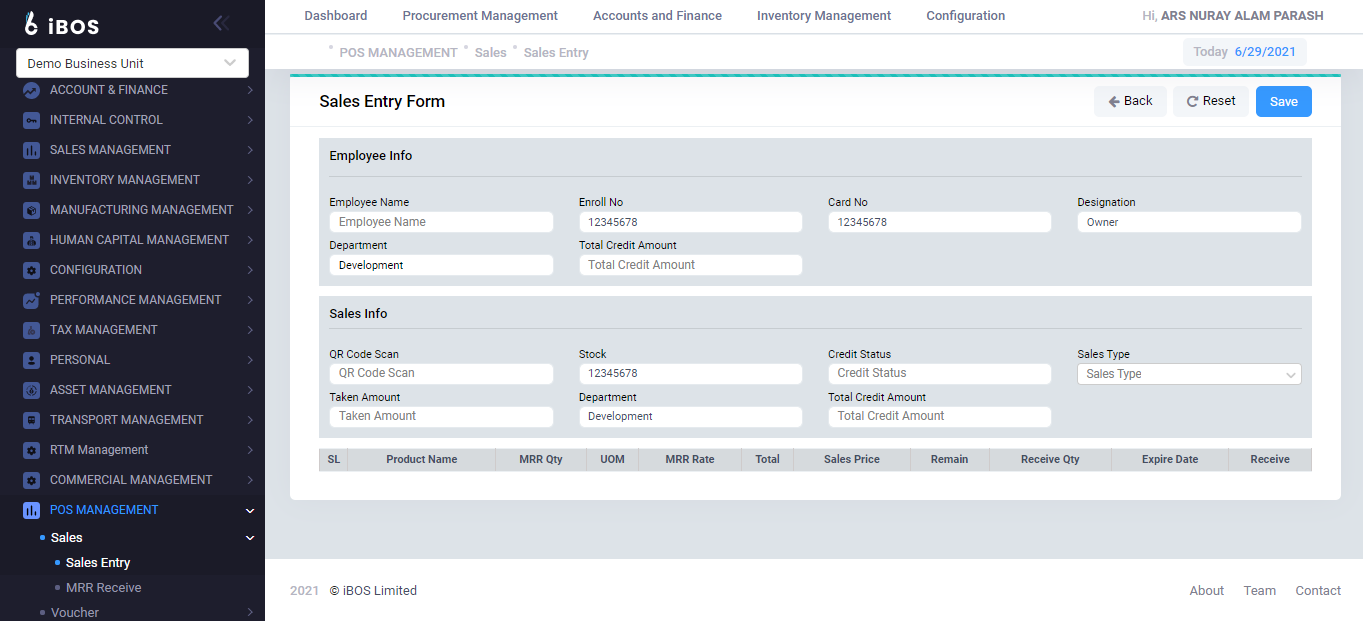 iBOS
Demo Business Unit
ACCOUNT & FINANCE
INTERNAL CONTROL
SALES MANAGEMENT
INVENTORY MANAGEMENT
MANUFACTURING MANAGEMENT
HUMAN CAPITAL MANAGEMENT
CONFIGURATION
PERFORMANCE MANAGEMENT
TAX MANAGEMENT
PERSONAL
ASSET MANAGEMENT
TRANSPORT MANAGEMENT
RTM Management
COMMERCIAL MANAGEMENT
POS MANAGEMENT
Sales
Sales Entry
MRR Receive
Voucher
Dashboard Procurement Management Accounts and Finance Inventory Management Configuration Hi, ARS NURAY ALAM PARASH
POS MANAGEMENT Sales Sales Entry Today 6/29/2021
Sales Entry Form Back Reset Save
Employee Info
Employee Name Enroll No Card No Designation
Employee Name 12345678 12345678 Owner
Department Total Credit Amount
Development Total Credit Amount
Sales Info
QR Code Scan Stock Credit Status Sales Type
QR Code Scan 12345678 Credit Status Sales Type
Taken Amount Department Total Credit Amount
Taken Amount Development Total Credit Amount
SL Product Name MRR Qty UOM MRR Rate Total Sales Price Remain Receive Qty Expire Date Receive
2021 © iBOS Limited About Team Contact